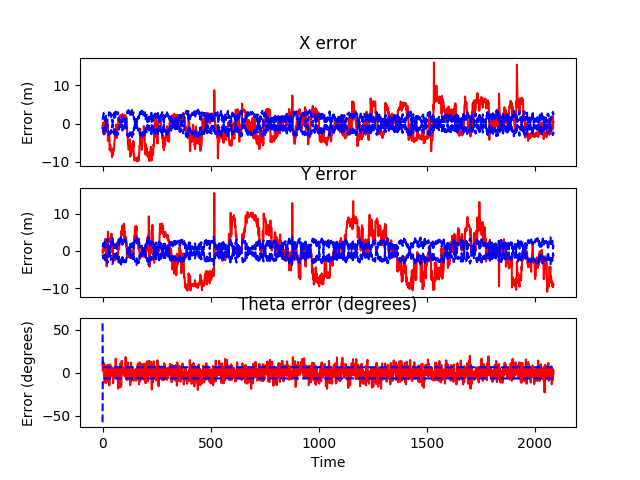 X error
Error (m)
10
0
−10
Y error
Error (m)
10
0
−10
Theta error (degrees)
Error (degrees)
50
0
−50
0 500 1000 1500 2000
Time